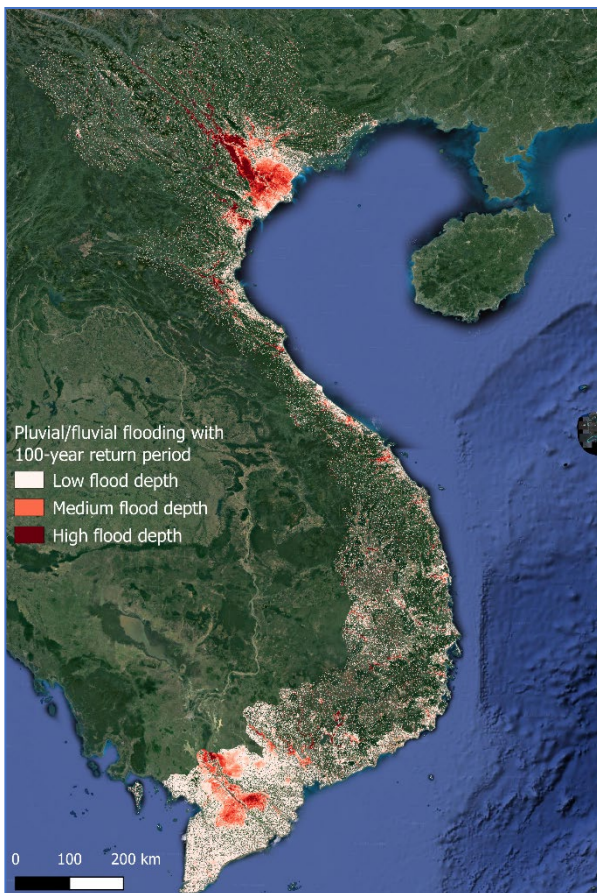 Pluvial/fluvial flooding with
100-year return period
Low flood depth
Medium flood depth
High flood depth
0 100 200 km